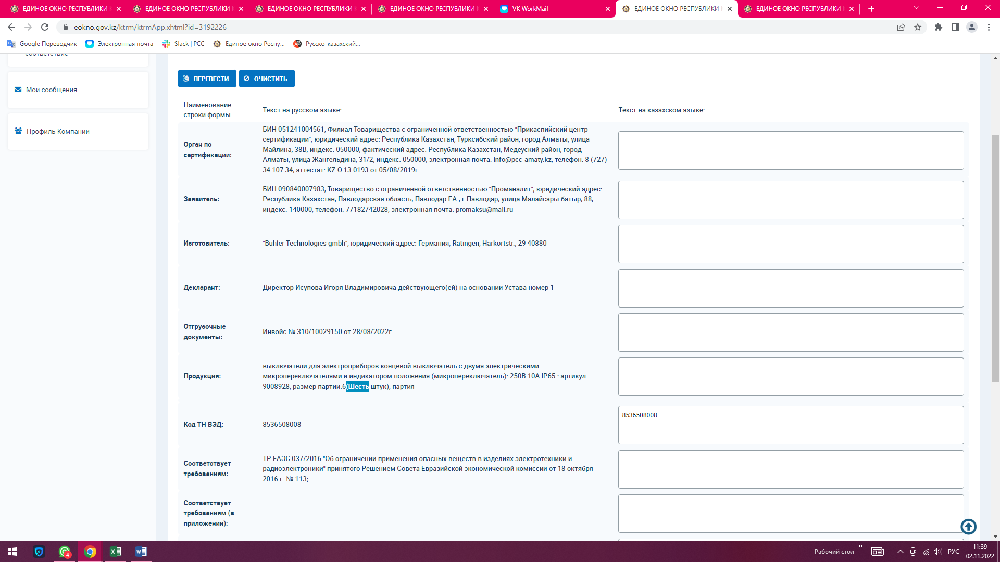 ЕДИНОЕ ОКНО РЕСПУБЛИКИ
ЕДИНОЕ ОКНО РЕСПУБЛИКИ
ЕДИНОЕ ОКНО РЕСПУБЛИКИ
ЕДИНОЕ ОКНО РЕСПУБЛИКИ
VK WorkMail
ЕДИНОЕ ОКНО РЕСПУБЛИКИ
ЕДИНОЕ ОКНО РЕСПУБЛИКИ
eokno.gov.kz/ktrm/ktrmApp.xhtml?id=3192226
Google Переводчик
Электронная почта
Slack | PCC
Единое окно Респу...
Русско-казахский...
соответствие
Мои сообщения
Профиль Компании
ПЕРЕВЕСТИ
ОЧИСТИТЬ
Наименование
строки формы:
Текст на русском языке:
Текст на казахском языке:
Орган по
сертификации:
БИН 051241004561, Филиал Товарищества с ограниченной ответственностью "Прикаспийский центр
сертификации", юридический адрес: Республика Казахстан, Турксибский район, город Алматы, улица
Майлина, 38В, индекс: 050000, фактический адрес: Республика Казахстан, Медеуский район, город
Алматы, улица Жангельдина, 31/2, индекс: 050000, электронная почта: info@pcc-amaty.kz, телефон: 8 (727)
34 107 34, аттестат: KZ.O.13.0193 от 05/08/2019г.
Заявитель:
БИН 090840007983, Товарищество с ограниченной ответственностью "Проманалит", юридический адрес:
Республика Казахстан, Павлодарская область, Павлодар Г.А., г.Павлодар, улица Малайсары батыр, 88,
индекс: 140000, телефон: 77182742028, электронная почта: promaksu@mail.ru
Изготовитель:
"Bühler Technologies gmbh", юридический адрес: Германия, Ratingen, Harkortstr., 29 40880
Декларант:
Директор Исупова Игоря Владимировича действующего(ей) на основании Устава номер 1
Отгрузочные
документы:
Инвойс № 310/10029150 от 28/08/2022г.
Продукция:
выключатели для электроприборов концевой выключатель с двумя электрическими
микропереключателями и индикатором положения (микропереключатель): 250В 10А IP65.: артикул
9008928, размер партии:6(Шесть штук); партия
Код ТН ВЭД:
8536508008
8536508008
Соответствует
требованиям:
ТР ЕАЭС 037/2016 "Об ограничении применения опасных веществ в изделиях электротехники и
радиоэлектроники" принятого Решением Совета Евразийской экономической комиссии от 18 октября
2016 г. № 113;
Соответствует
требованиям (в
приложении):
4
Рабочий стол
РУС
11:39
02.11.2022